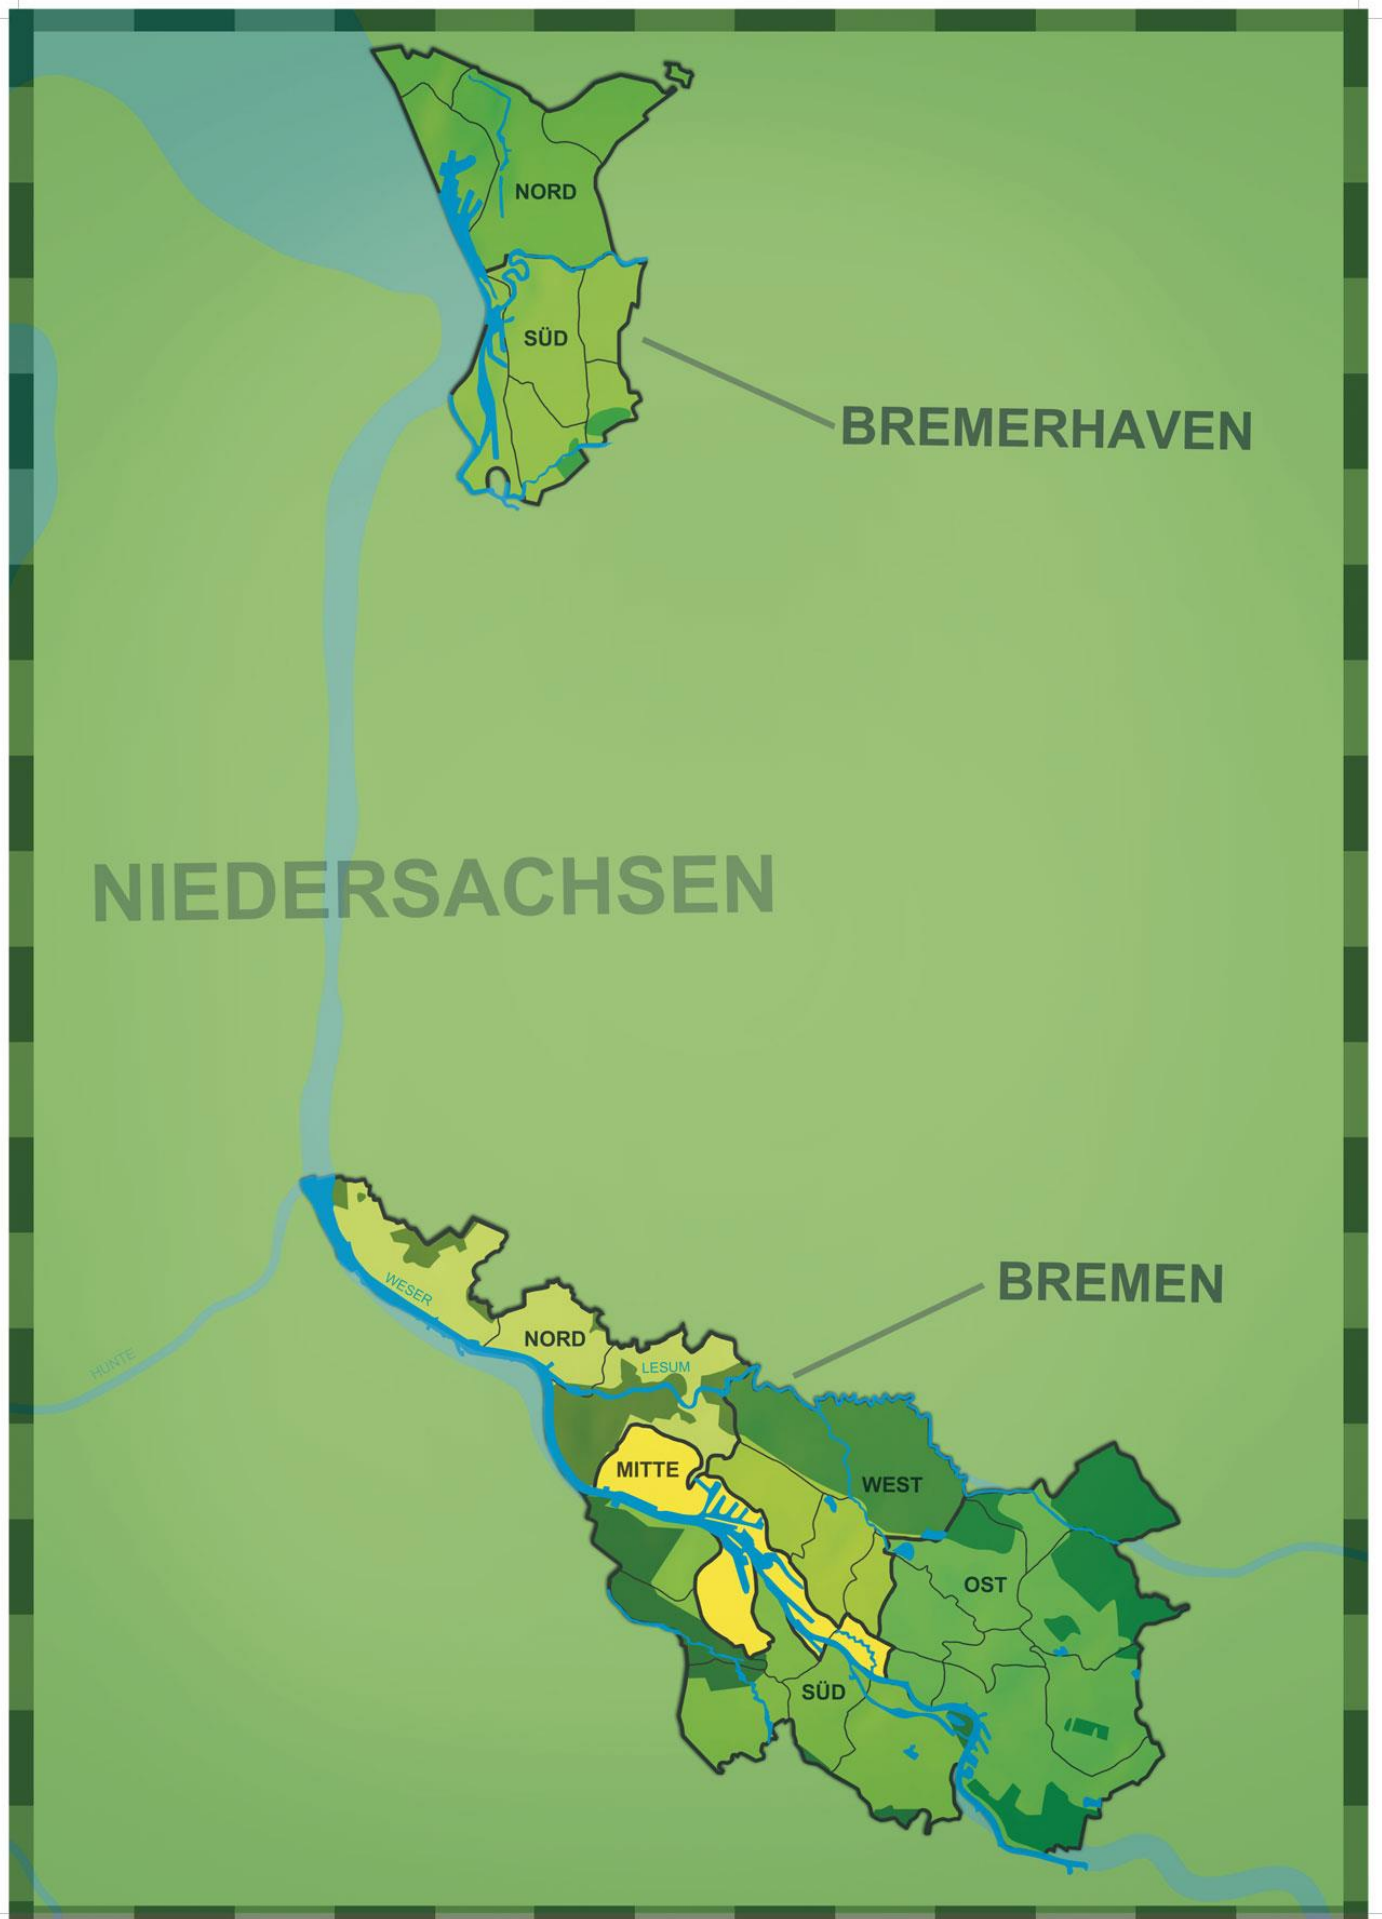 NORD
SÜD
BREMERHAVEN
NIEDERSACHSEN
BREMEN
WESER
NORD
HUNTE
LESUM
MITTE
WEST
OST
SÜD